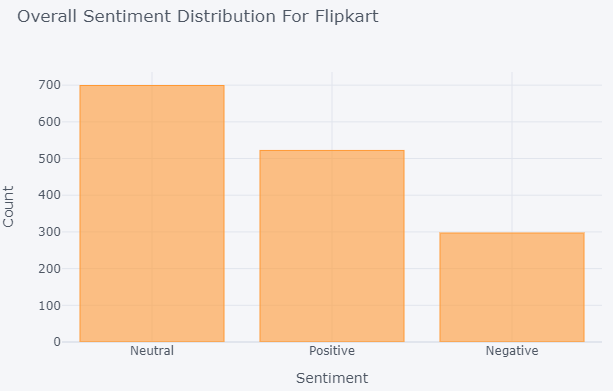 Overall Sentiment Distribution For Flipkart
700
600
500
400
300
200
100
0
Count
Neutral Positive Negative
Sentiment